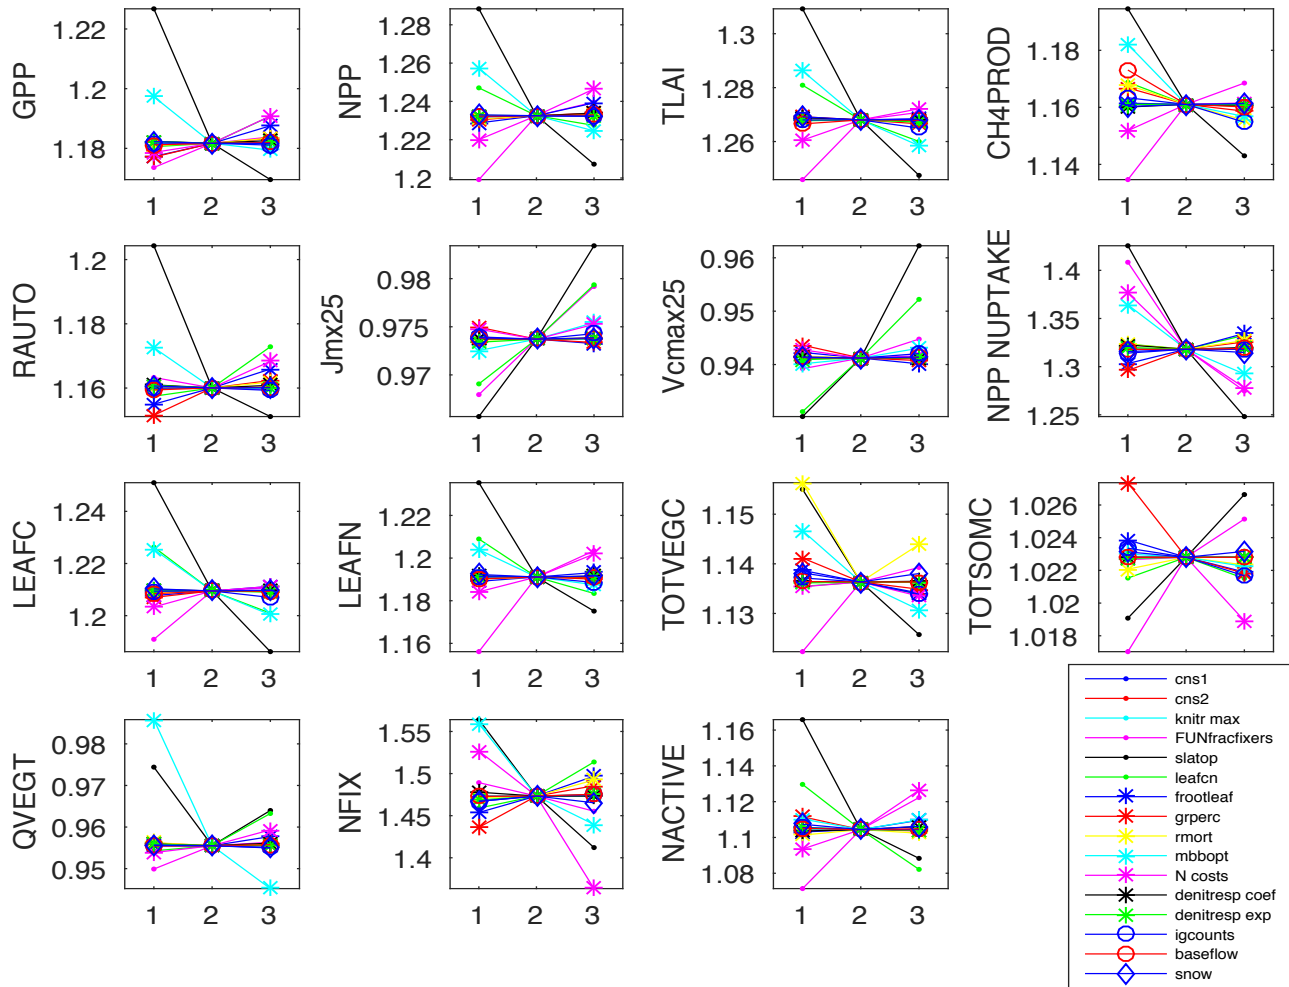 GPP
1.22
1.2
1.18
1 2 3
NPP
1.28
1.26
1.24
1.22
1.2
1 2 3
TLAI
1.3
1.28
1.26
1 2 3
CH4PROD
1.18
1.16
1.14
1 2 3
RAUTO
1.2
1.18
1.16
1 2 3
Jmx25
0.98
0.975
0.97
1 2 3
Vcmax25
0.96
0.95
0.94
1 2 3
NPP NUPTAKE
1.4
1.35
1.3
1.25
1 2 3
LEAFC
1.24
1.22
1.2
1 2 3
LEAFN
1.22
1.2
1.18
1.16
1 2 3
TOTVEGC
1.15
1.14
1.13
1 2 3
TOTSOMC
1.026
1.024
1.022
1.02
1.018
1 2 3
QVEGT
0.98
0.97
0.96
0.95
1 2 3
NFIX
1.55
1.5
1.45
1.4
1 2 3
NACTIVE
1.16
1.14
1.12
1.1
1.08
1 2 3
cns1
cns2
knitr max
FUNfracfixers
slatop
leafcn
frootleaf
grperc
rmort
mbbopt
N costs
denitresp coef
denitresp exp
igcounts
baseflow
snow